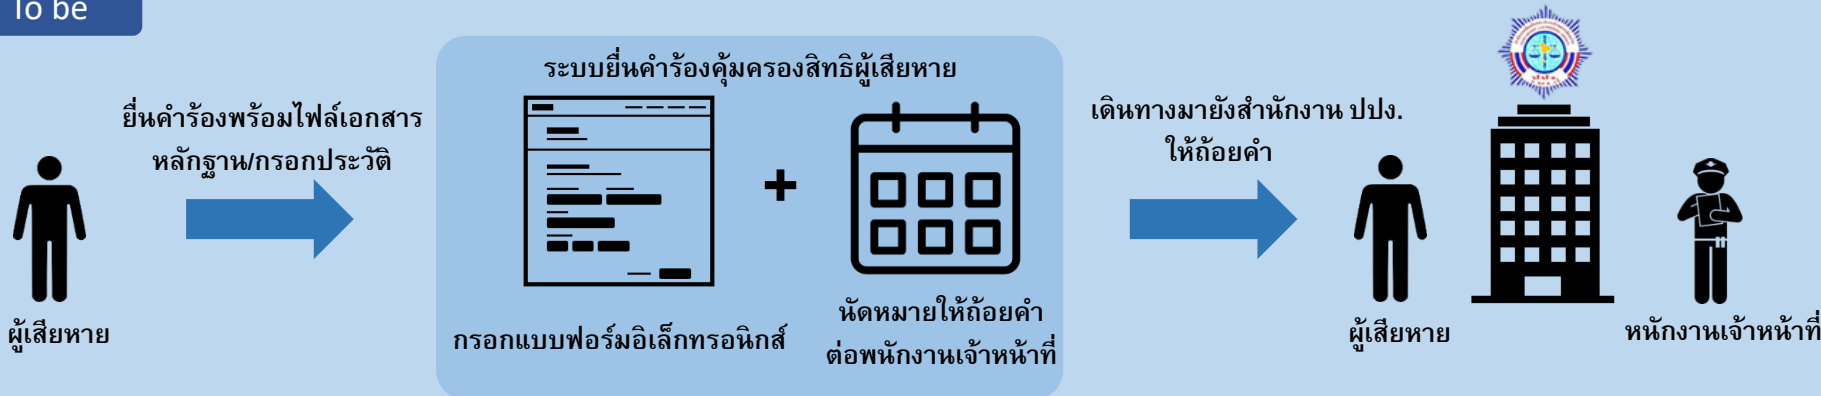 To be
ยื่นคำร้องพร้อมไฟล์เอกสาร
หลักฐาน/กรอกประวัติ
ผู้เสียหาย
ระบบยื่นคำร้องคุ้มครองสิทธิผู้เสียหาย
+
กรอกแบบฟอร์มอิเล็กทรอนิกส์
นัดหมายให้ถ้อยคำ
ต่อพนักงานเจ้าหน้าที่
เดินทางมายังสำนักงาน ปปง.
ให้ถ้อยคำ
ผู้เสียหาย
หนักงานเจ้าหน้าที่